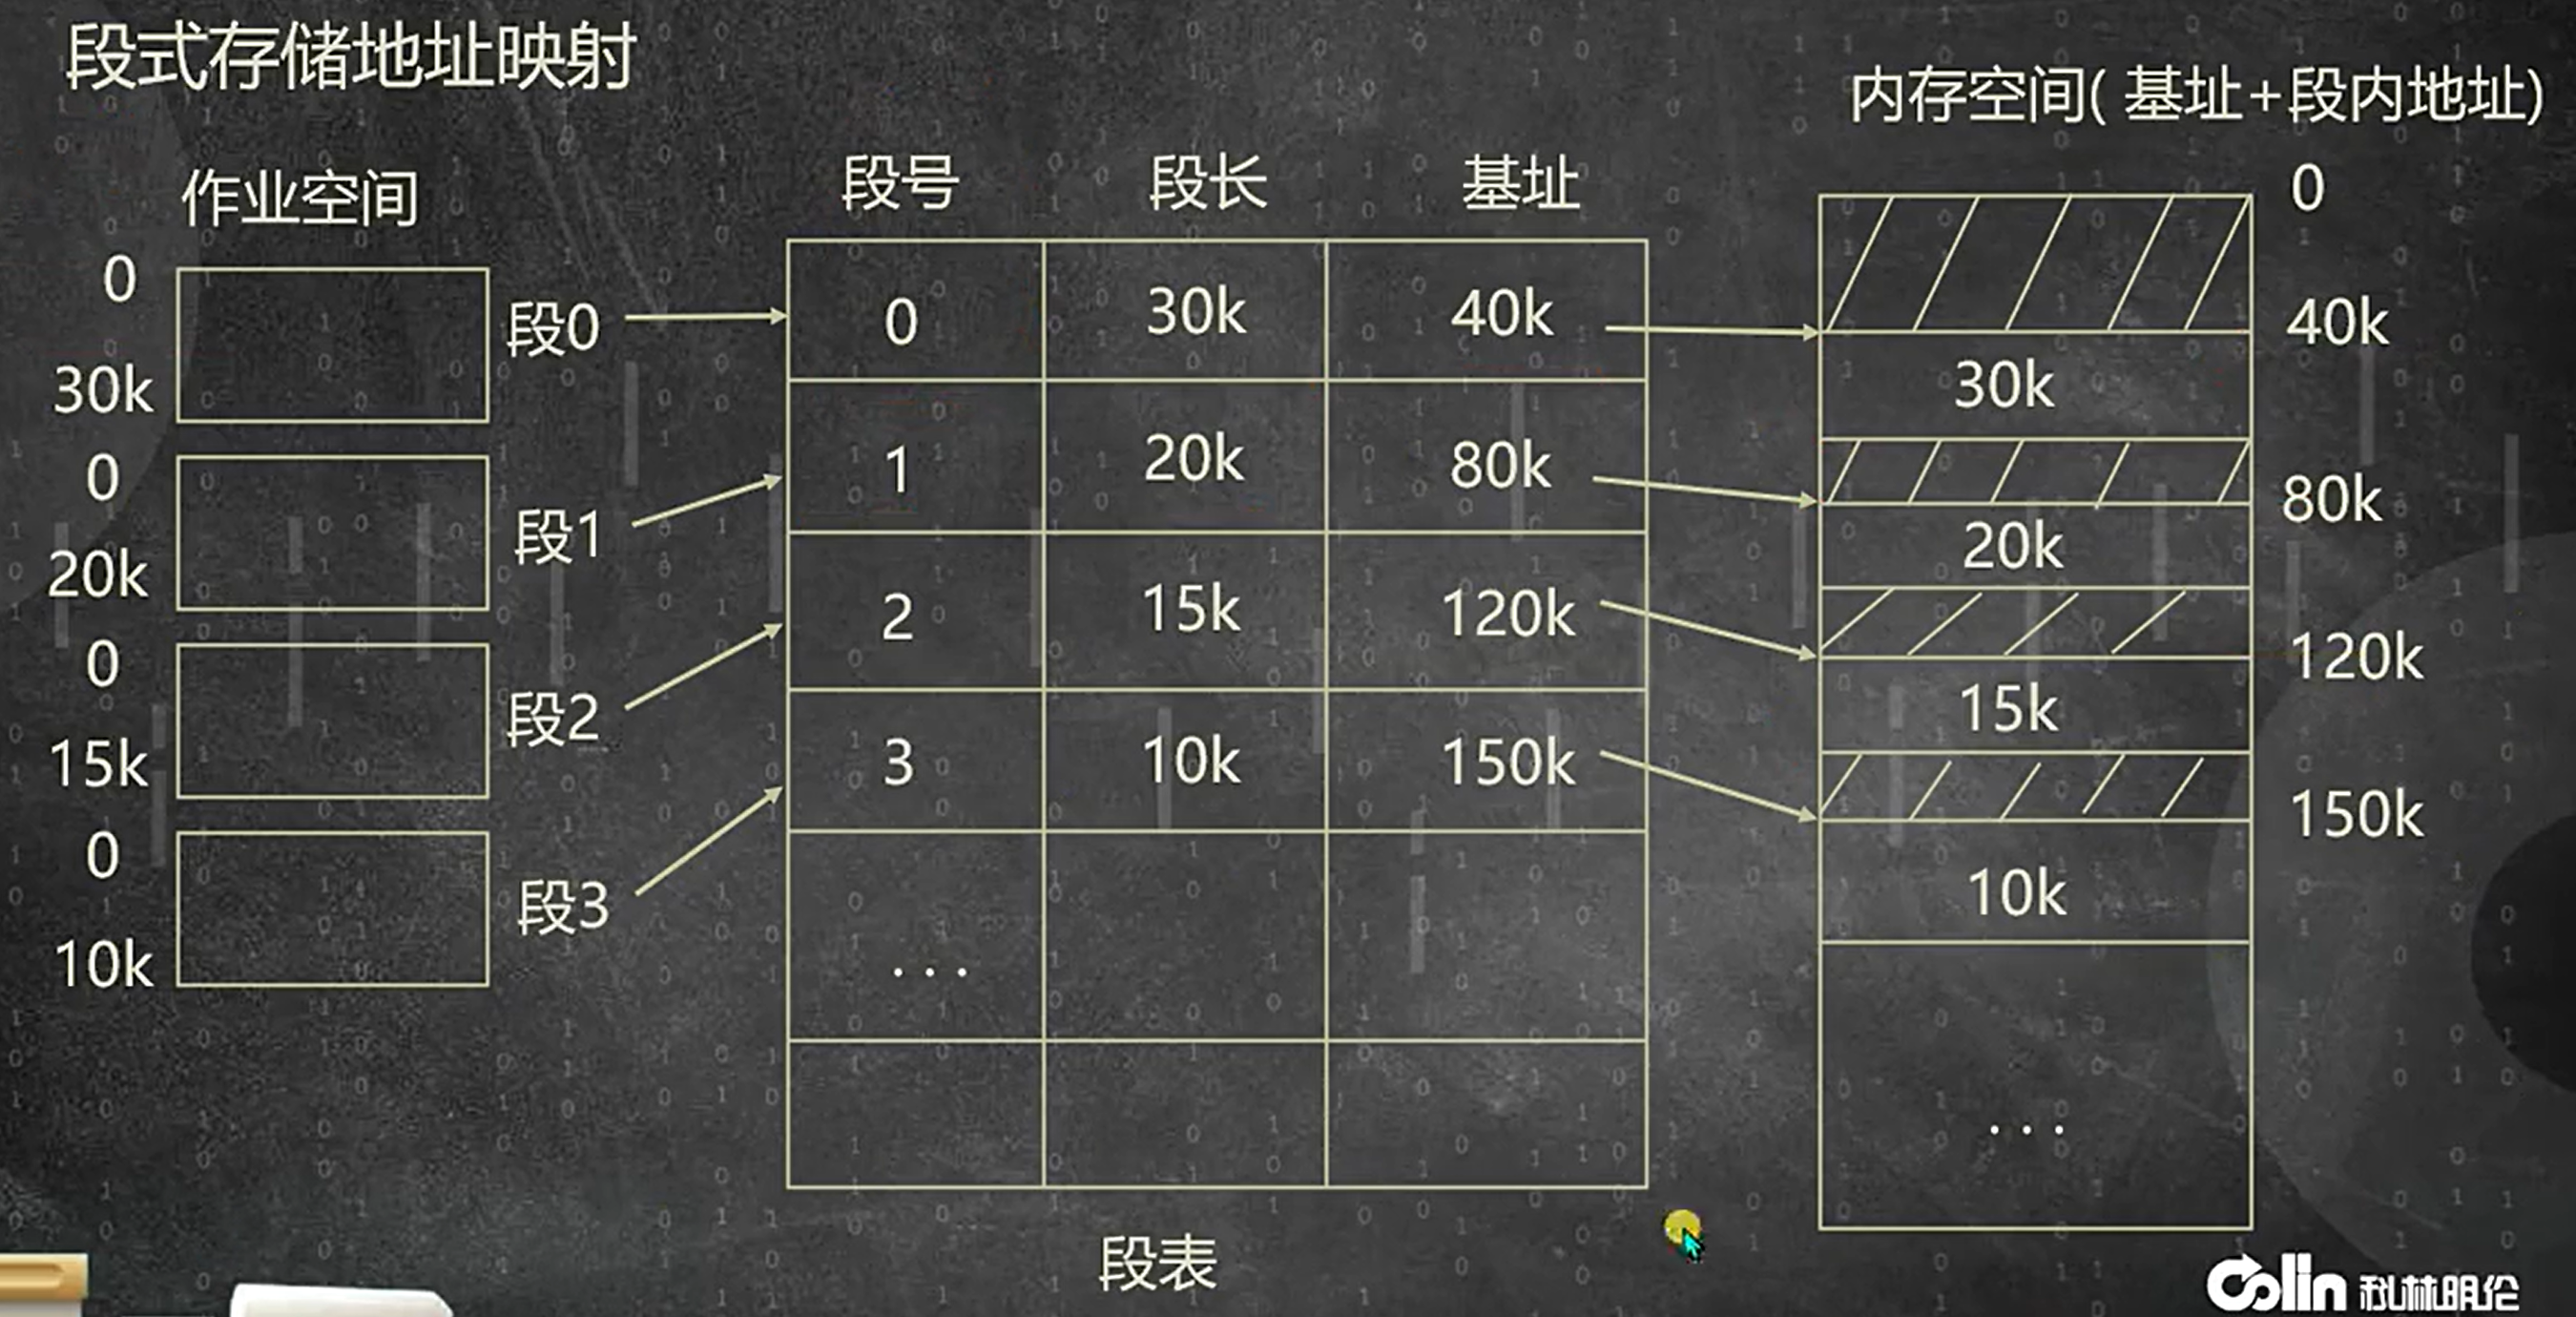 段式存储地址映射
内存空间( 基址+段内地址)
作业空间
0
30k
段0
0
20k
段1
0
15k
段2
0
10k
段3
段号 段长 基址
0 30k 40k
1 20k 80k
2 15k 120k
3 10k 150k
...
段表
0
40k
30k
80k
20k
120k
15k
150k
10k
...
Colin 科林明伦